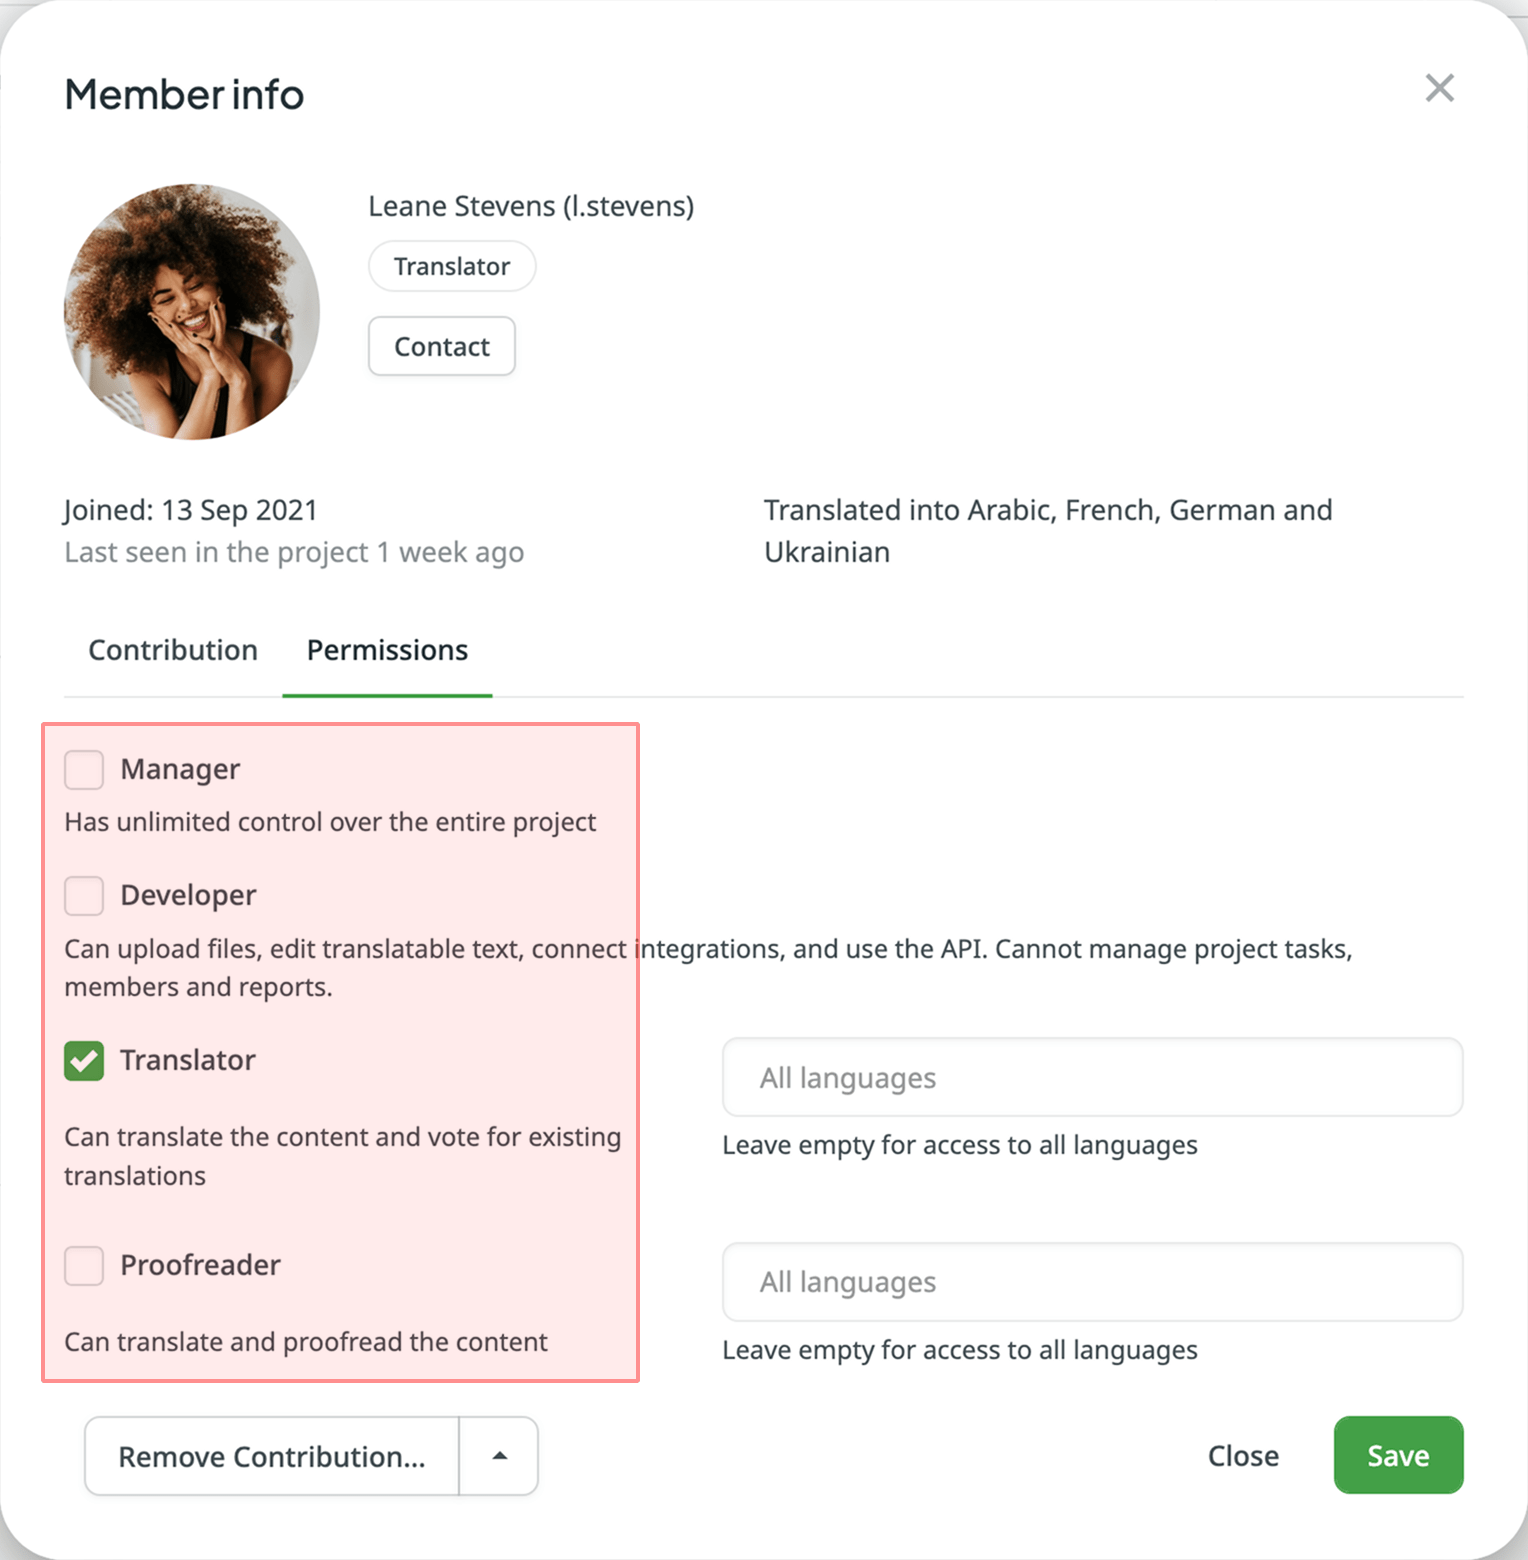 Member info
Leane Stevens (l.stevens)
Translator
Contact
Joined: 13 Sep 2021
Last seen in the project 1 week ago
Translated into Arabic, French, German and
Ukrainian
Contribution
Permissions
Manager
Has unlimited control over the entire project
Developer
Can upload files, edit translatable text, connect integrations, and use the API. Cannot manage project tasks,
members and reports.
Translator
All languages
Leave empty for access to all languages
Can translate the content and vote for existing
translations
Proofreader
All languages
Leave empty for access to all languages
Can translate and proofread the content
Remove Contribution...
Close
Save